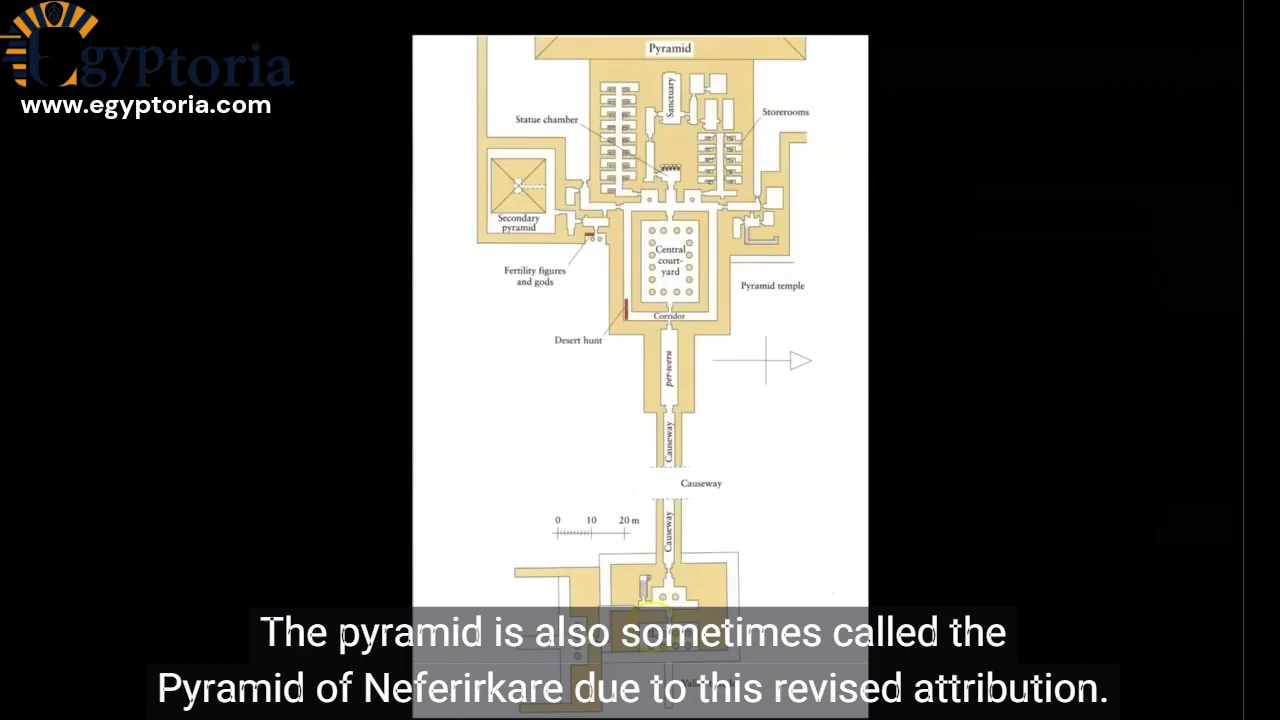 Egyptoria
www.egyptoria.com
Pyramid
Sanctuary
Storerooms
Statue chamber
Secondary
pyramid
Central
court-
yard
Fertility figures
and gods
Pyramid temple
Corridor
Desert hunt
per-weru
Causeway
Causeway
0 10 20 m
Causeway
The pyramid is also sometimes called the
Pyramid of Neferirkare due to this revised attribution.